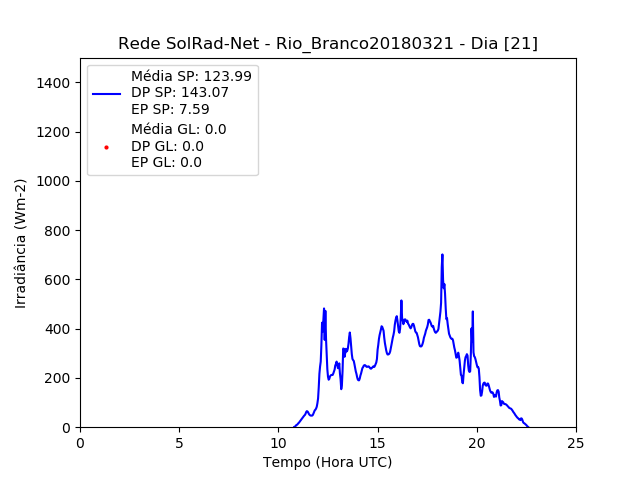 Rede SolRad-Net - Rio_Branco20180321 - Dia [21]
Média SP: 123.99
DP SP: 143.07
EP SP: 7.59
Média GL: 0.0
DP GL: 0.0
EP GL: 0.0
Irradiância (Wm-2)
1400
1200
1000
800
600
400
200
0
0 5 10 15 20 25
Tempo (Hora UTC)